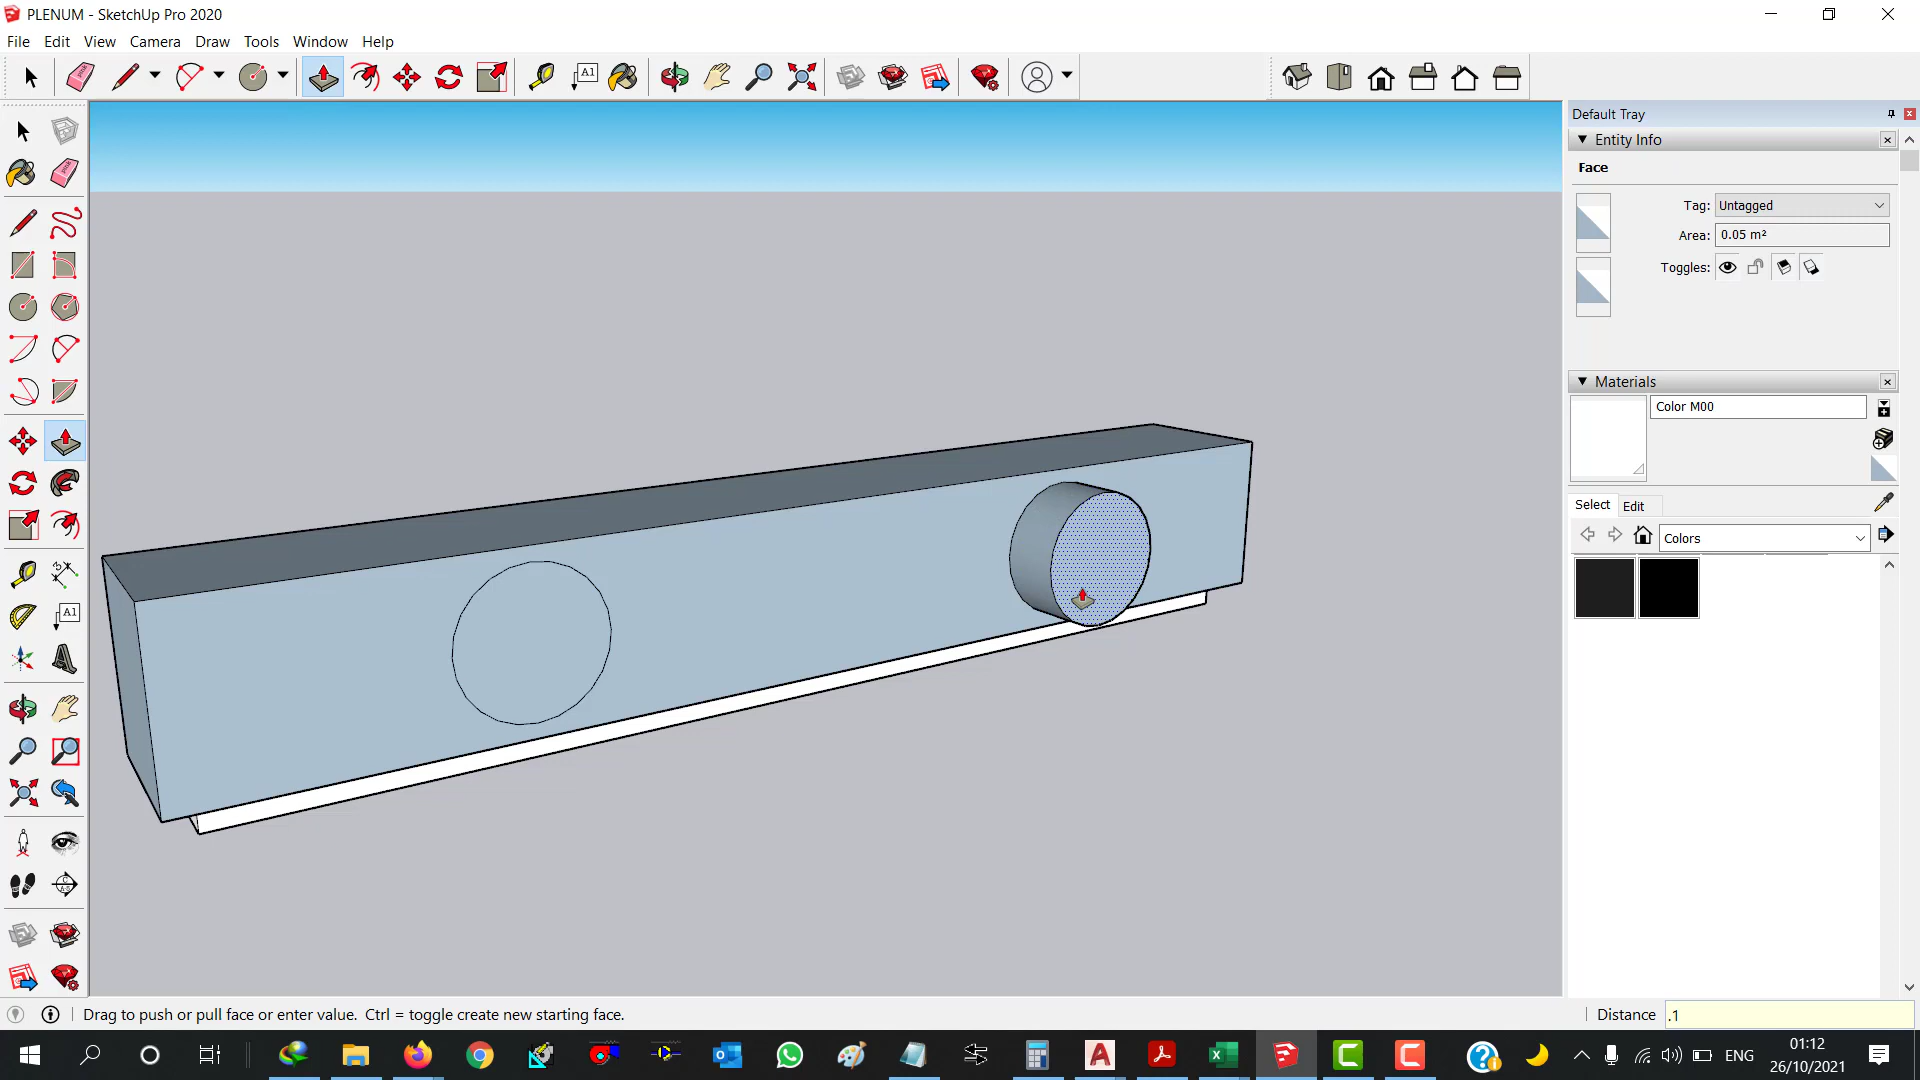 PLENUM - SketchUp Pro 2020
File Edit View Camera Draw Tools Window Help
A1
Default Tray
Entity Info
Face
Tag: Untagged
Area: 0.05 m²
Toggles:
Materials
Color M00
Select Edit
Colors
A1
Drag to push or pull face or enter value. Ctrl = toggle create new starting face.
Distance .1
ENG
01:12
26/10/2021